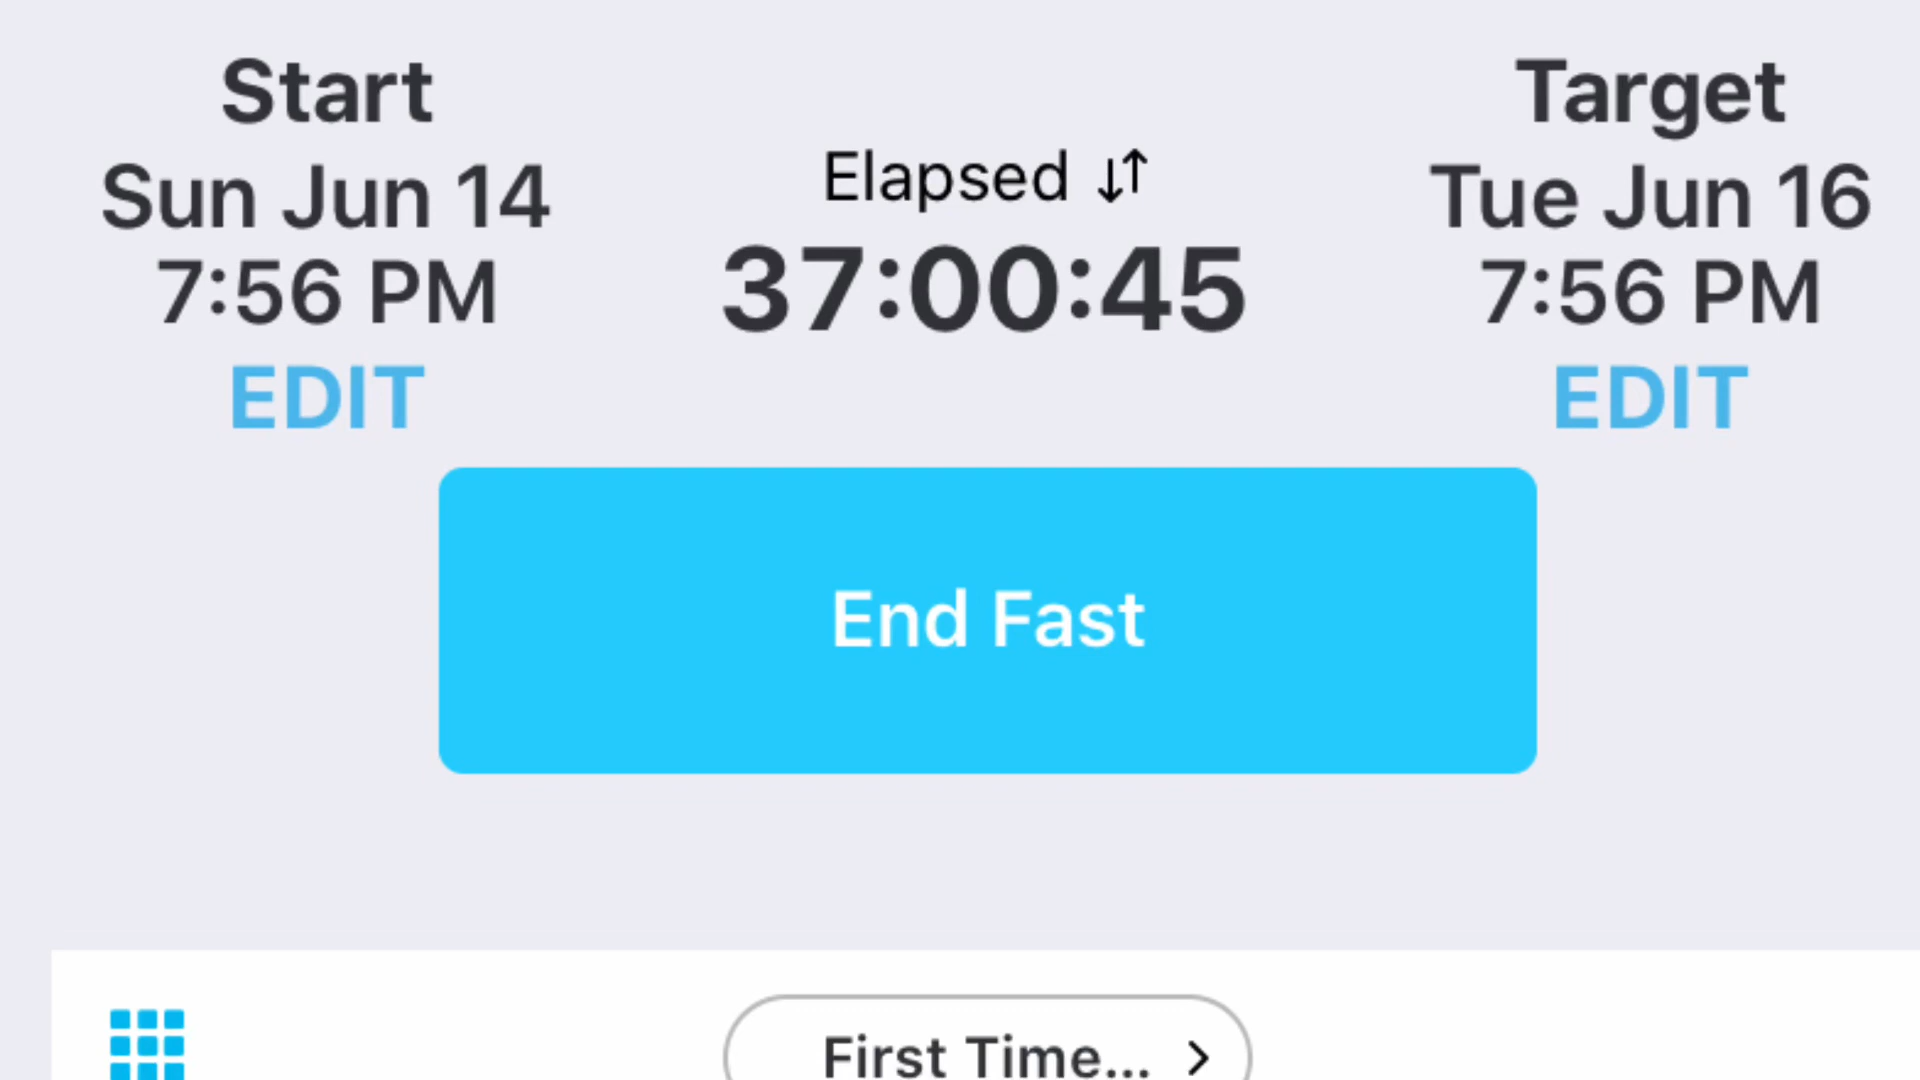 Start
Sun Jun 14
7:56 PM
EDIT
Elapsed
37:00:45
Target
Tue Jun 16
7:56 PM
EDIT
End Fast
First Time...